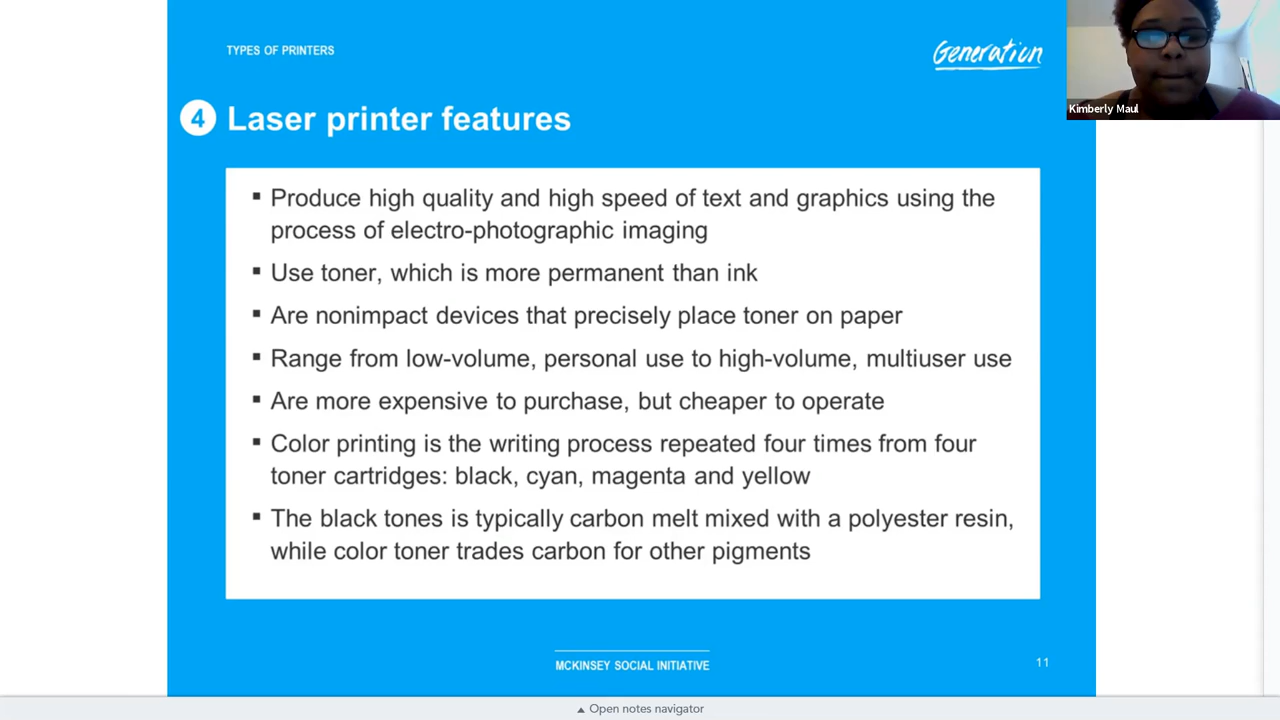 TYPES OF PRINTERS
Generation
Kimberly Maul
4 Laser printer features
▪ Produce high quality and high speed of text and graphics using the
process of electro-photographic imaging
▪ Use toner, which is more permanent than ink
▪ Are nonimpact devices that precisely place toner on paper
▪ Range from low-volume, personal use to high-volume, multiuser use
▪ Are more expensive to purchase, but cheaper to operate
▪ Color printing is the writing process repeated four times from four
toner cartridges: black, cyan, magenta and yellow
▪ The black tones is typically carbon melt mixed with a polyester resin,
while color toner trades carbon for other pigments
MCKINSEY SOCIAL INITIATIVE
11
▲ Open notes navigator